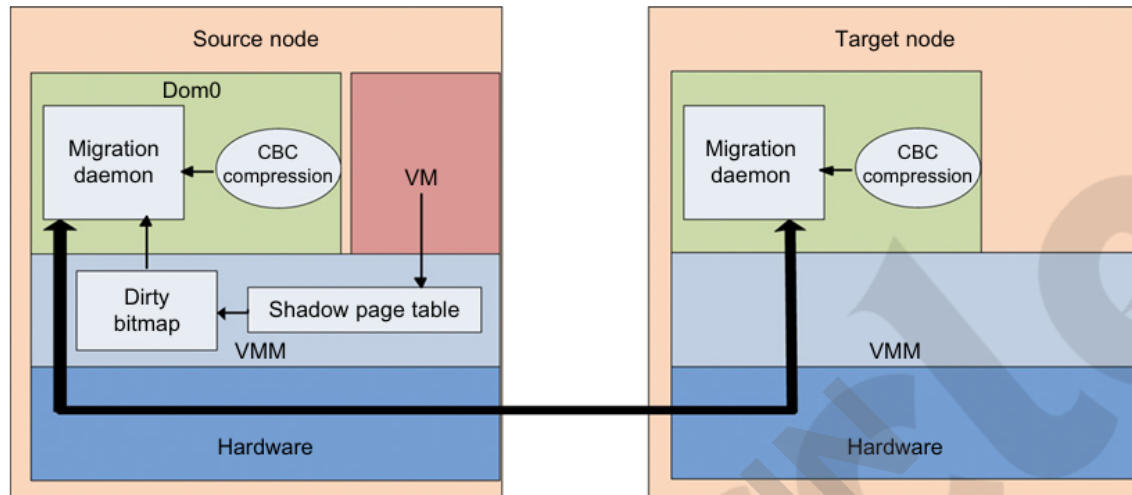 Source node
Dom0
Migration
daemon
CBC
compression
VM
Dirty
bitmap
Shadow page table
VMM
Hardware
Target node
Migration
daemon
CBC
compression
VMM
Hardware